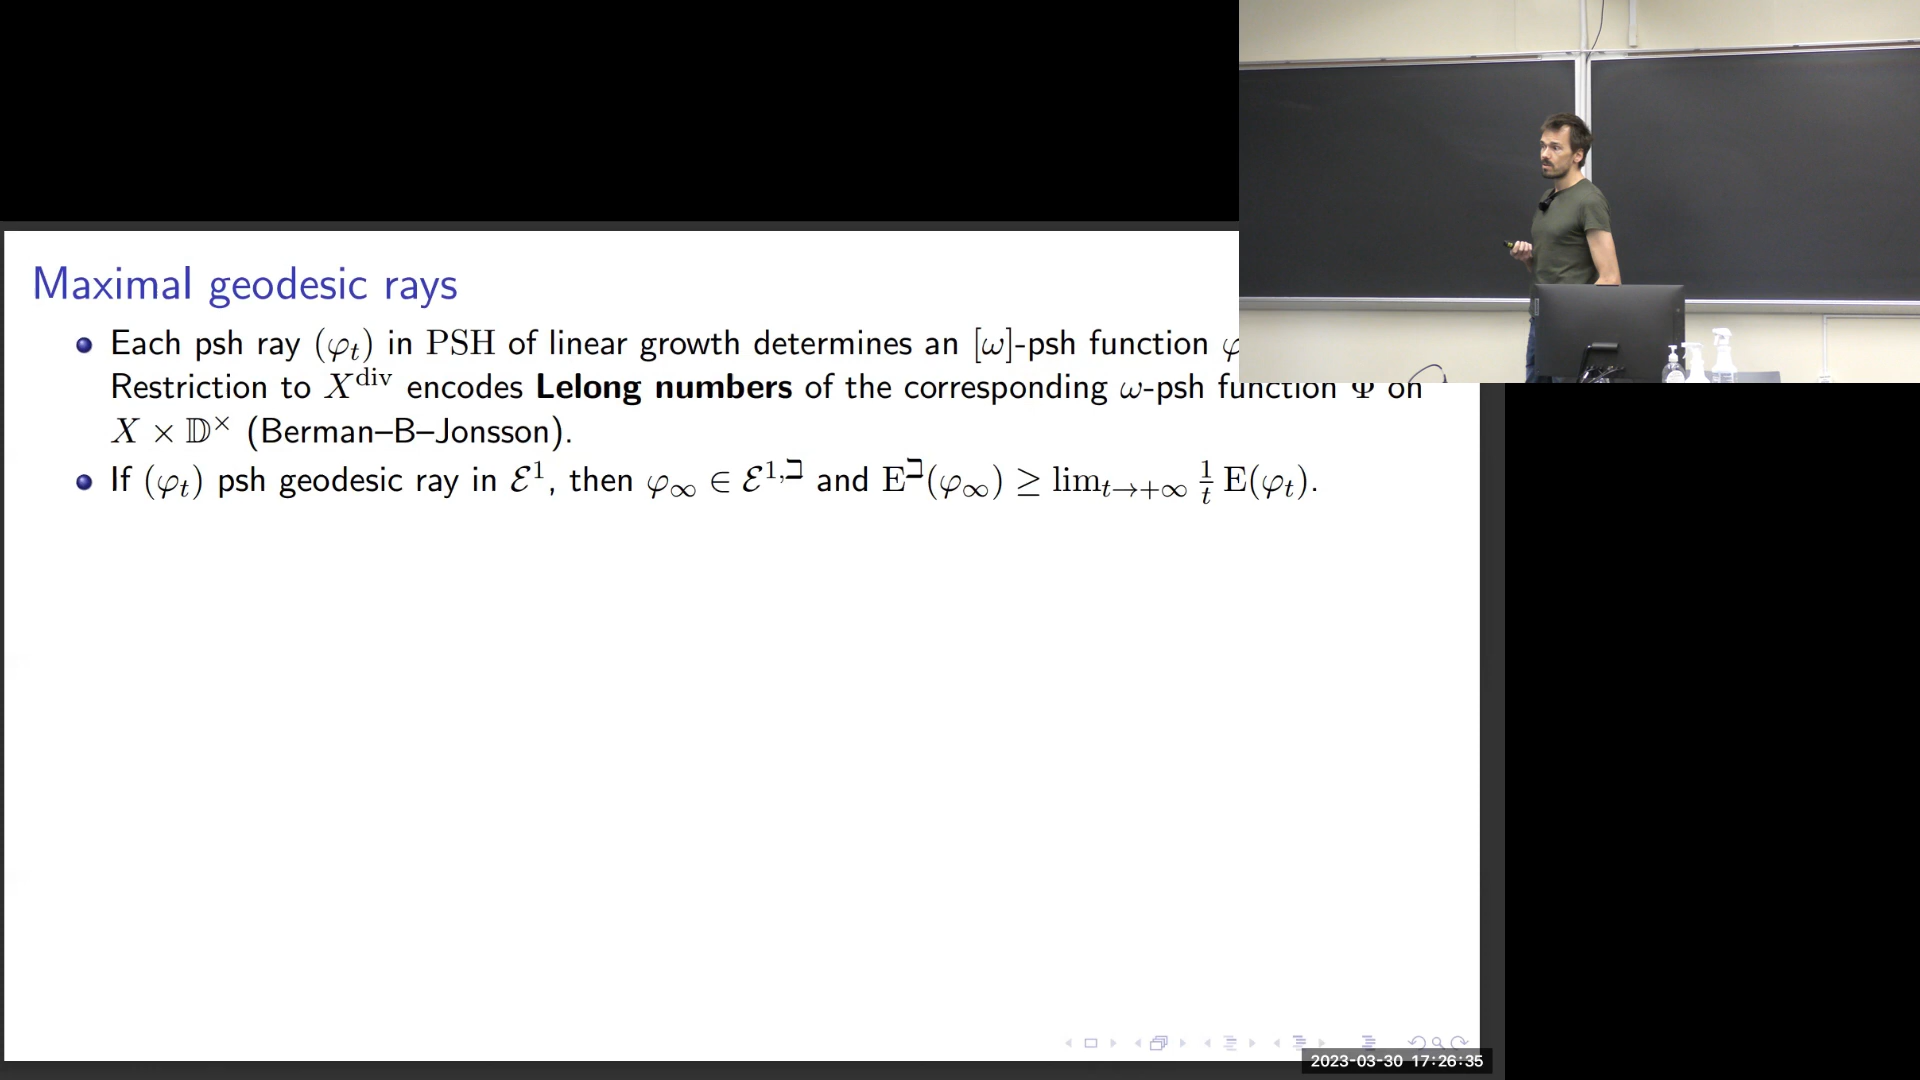 Maximal geodesic rays
Each psh ray (φ_t) in PSH of linear growth determines an [ω]-psh function φ
Restriction to X^div encodes Lelong numbers of the corresponding ω-psh function Φ on
X × 𝔻^× (Berman–B–Jonsson).
If (φ_t) psh geodesic ray in ℰ^1, then φ_∞ ∈ ℰ^{1,ℶ} and E^ℶ(φ_∞) ≥ lim_{t→+∞} 1/t E(φ_t).
2023-03-30 17:26:35